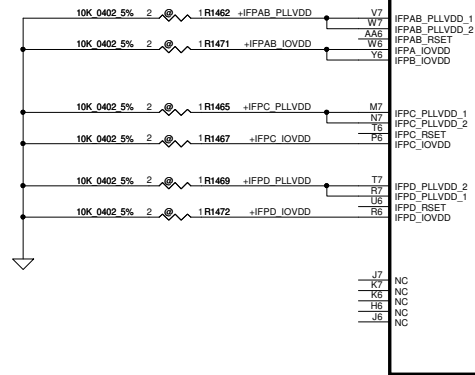 10K_0402_5% 2 @ 1 R1462 +IFPAB_PLLVDD V7 IFPAB_PLLVDD_1
W7 IFPAB_PLLVDD_2
AA6 IFPAB_RSET
10K_0402_5% 2 @ 1 R1471 +IFPAB_IOVDD W6 IFPA_IOVDD
Y6 IFPB_IOVDD
10K_0402_5% 2 @ 1 R1465 +IFPC_PLLVDD M7 IFPC_PLLVDD_1
N7 IFPC_PLLVDD_2
T6 IFPC_RSET
10K_0402_5% 2 @ 1 R1467 +IFPC_IOVDD P6 IFPC_IOVDD
10K_0402_5% 2 @ 1 R1469 +IFPD_PLLVDD T7 IFPD_PLLVDD_2
R7 IFPD_PLLVDD_1
U6 IFPD_RSET
10K_0402_5% 2 @ 1 R1472 +IFPD_IOVDD R6 IFPD_IOVDD
J7 NC
K7 NC
K6 NC
H6 NC
J6 NC